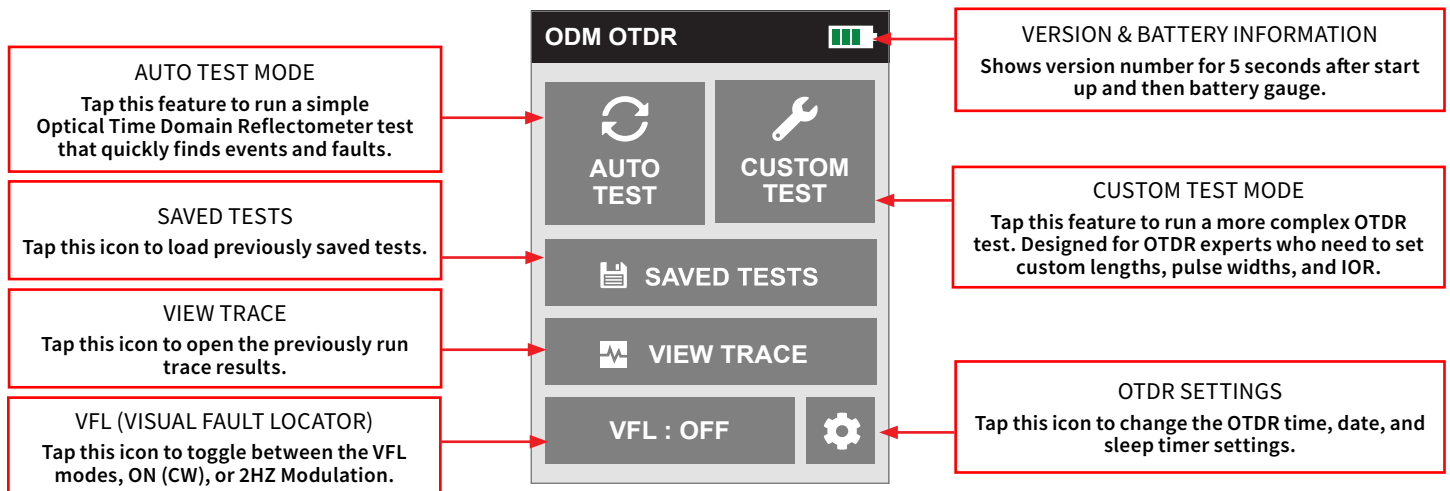 AUTO TEST MODE
Tap this feature to run a simple
Optical Time Domain Reflectometer test
that quickly finds events and faults.
SAVED TESTS
Tap this icon to load previously saved tests.
VIEW TRACE
Tap this icon to open the previously run
trace results.
VFL (VISUAL FAULT LOCATOR)
Tap this icon to toggle between the VFL
modes, ON (CW), or 2HZ Modulation.
ODM OTDR
AUTO
TEST
CUSTOM
TEST
SAVED TESTS
VIEW TRACE
VFL : OFF
VERSION & BATTERY INFORMATION
Shows version number for 5 seconds after start
up and then battery gauge.
CUSTOM TEST MODE
Tap this feature to run a more complex OTDR
test. Designed for OTDR experts who need to set
custom lengths, pulse widths, and IOR.
OTDR SETTINGS
Tap this icon to change the OTDR time, date, and
sleep timer settings.